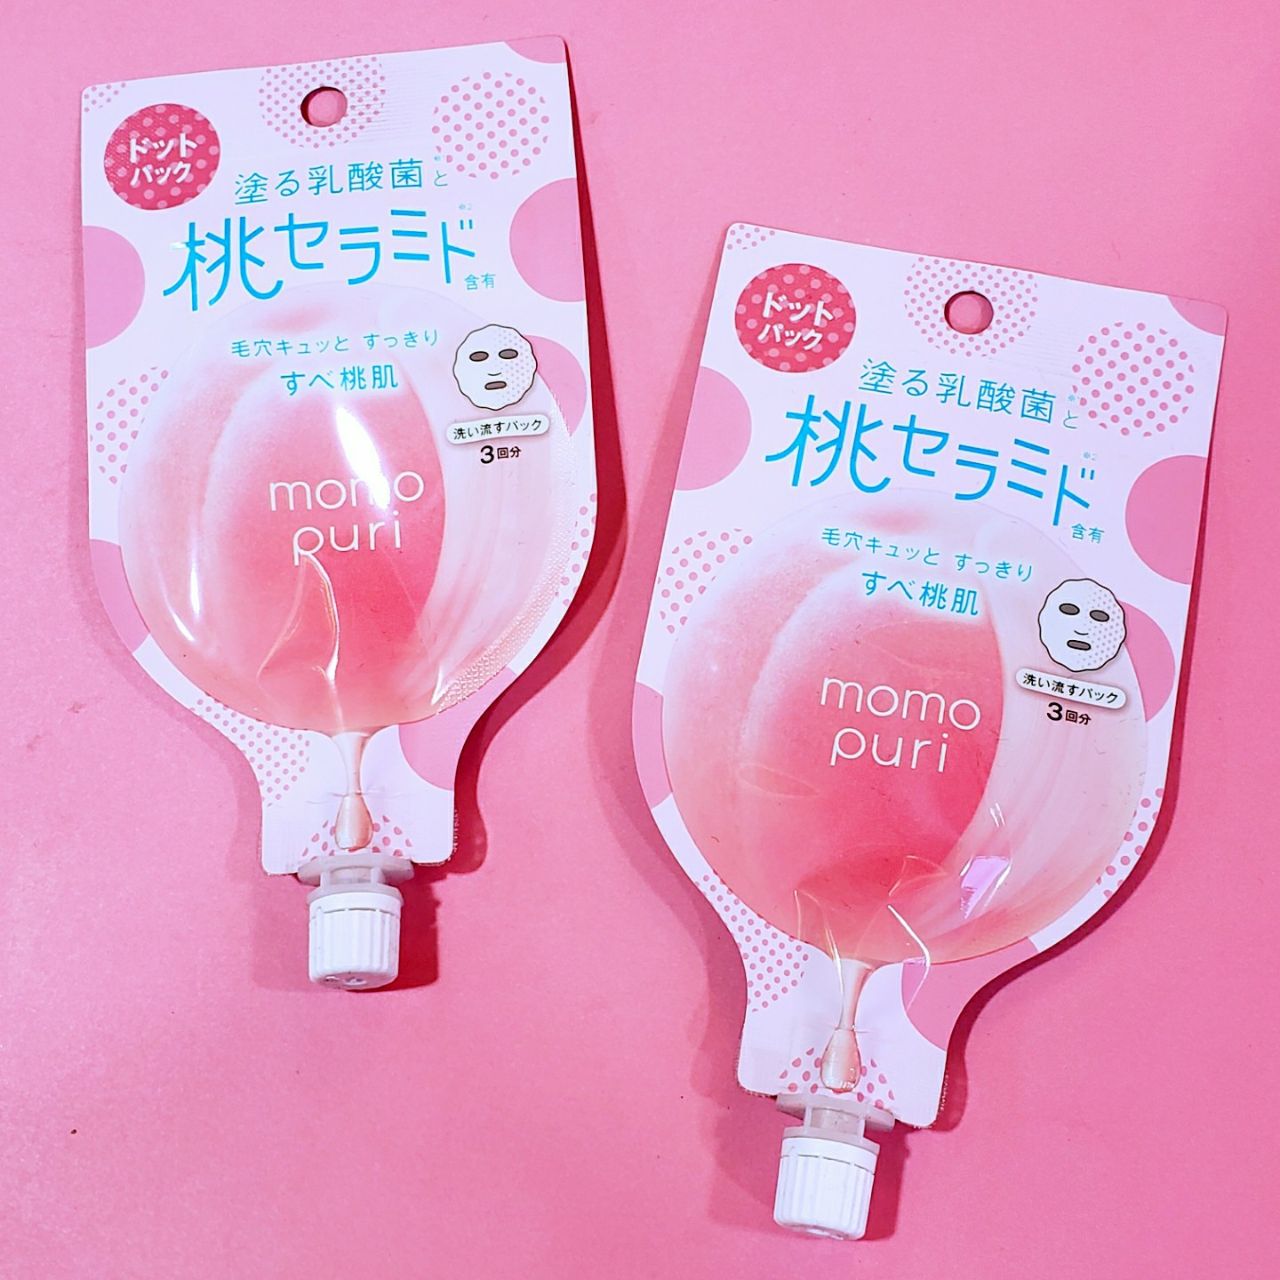 ドット
パック
塗る乳酸菌※と
桃セラミド※2
含有
毛穴キュッと すっきり
すべ桃肌
洗い流すパック
3回分
momo
puri
ドット
パック
塗る乳酸菌※と
桃セラミド※2
含有
毛穴キュッと すっきり
すべ桃肌
洗い流すパック
3回分
momo
puri